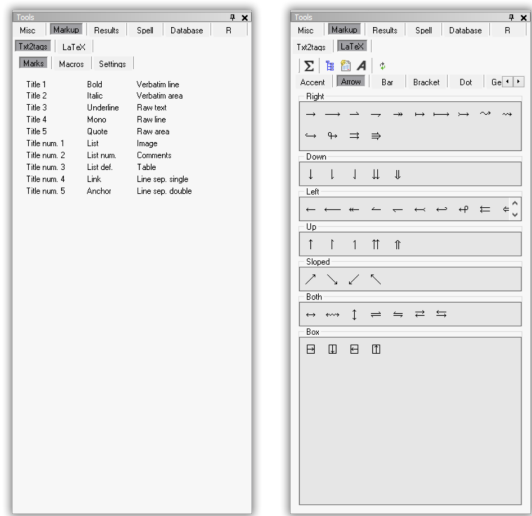 Tools
Misc Markup Results Spell Database R
Txt2tags LaTeX
Marks Macros Settings
Title 1 Bold Verbatim line
Title 2 Italic Verbatim area
Title 3 Underline Raw text
Title 4 Mono Raw line
Title 5 Quote Raw area
Title num. 1 List Image
Title num. 2 List num. Comments
Title num. 3 List def. Table
Title num. 4 Link Line sep. single
Title num. 5 Anchor Line sep. double
Tools
Misc Markup Results Spell Database R
Txt2tags LaTeX
Accent Arrow Bar Bracket Dot Ge
Right
Down
Left
Up
Sloped
Both
Box